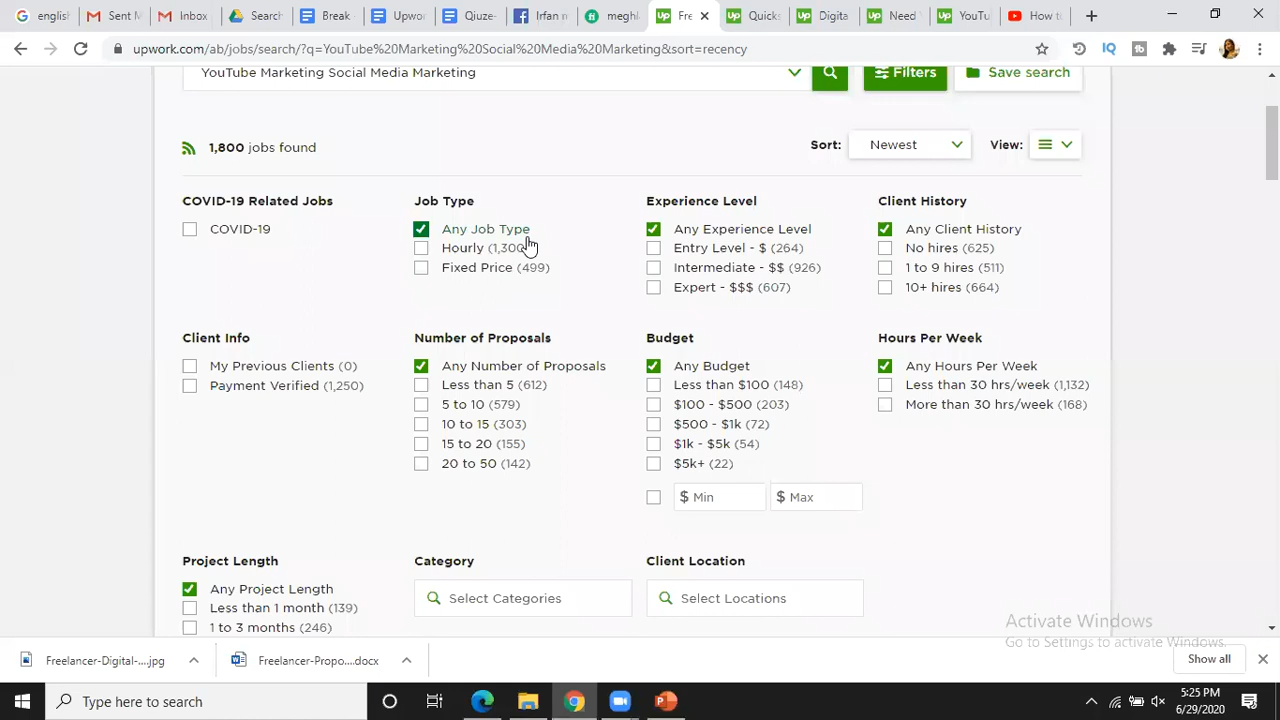 english
Sent M
Inbox
Search
Break -
Upwo
Qiuze-
Irfan m
meghi
Fre
Quick
Digita
Need
YouTu
How t
upwork.com/ab/jobs/search/?q=YouTube%20Marketing%20Social%20Media%20Marketing&sort=recency
YouTube Marketing Social Media Marketing
Filters
Save search
1,800 jobs found
Sort: Newest View:
COVID-19 Related Jobs
COVID-19
Job Type
Any Job Type
Hourly (1,300
Fixed Price (499)
Experience Level
Any Experience Level
Entry Level - $ (264)
Intermediate - $$ (926)
Expert - $$$ (607)
Client History
Any Client History
No hires (625)
1 to 9 hires (511)
10+ hires (664)
Client Info
My Previous Clients (0)
Payment Verified (1,250)
Number of Proposals
Any Number of Proposals
Less than 5 (612)
5 to 10 (579)
10 to 15 (303)
15 to 20 (155)
20 to 50 (142)
Budget
Any Budget
Less than $100 (148)
$100 - $500 (203)
$500 - $1k (72)
$1k - $5k (54)
$5k+ (22)
$ Min $ Max
Hours Per Week
Any Hours Per Week
Less than 30 hrs/week (1,132)
More than 30 hrs/week (168)
Project Length
Any Project Length
Less than 1 month (139)
1 to 3 months (246)
Category
Select Categories
Client Location
Select Locations
Activate Windows
Go to Settings to activate Windows.
Freelancer-Digital-....jpg
Freelancer-Propo....docx
Show all
Type here to search
5:25 PM
6/29/2020